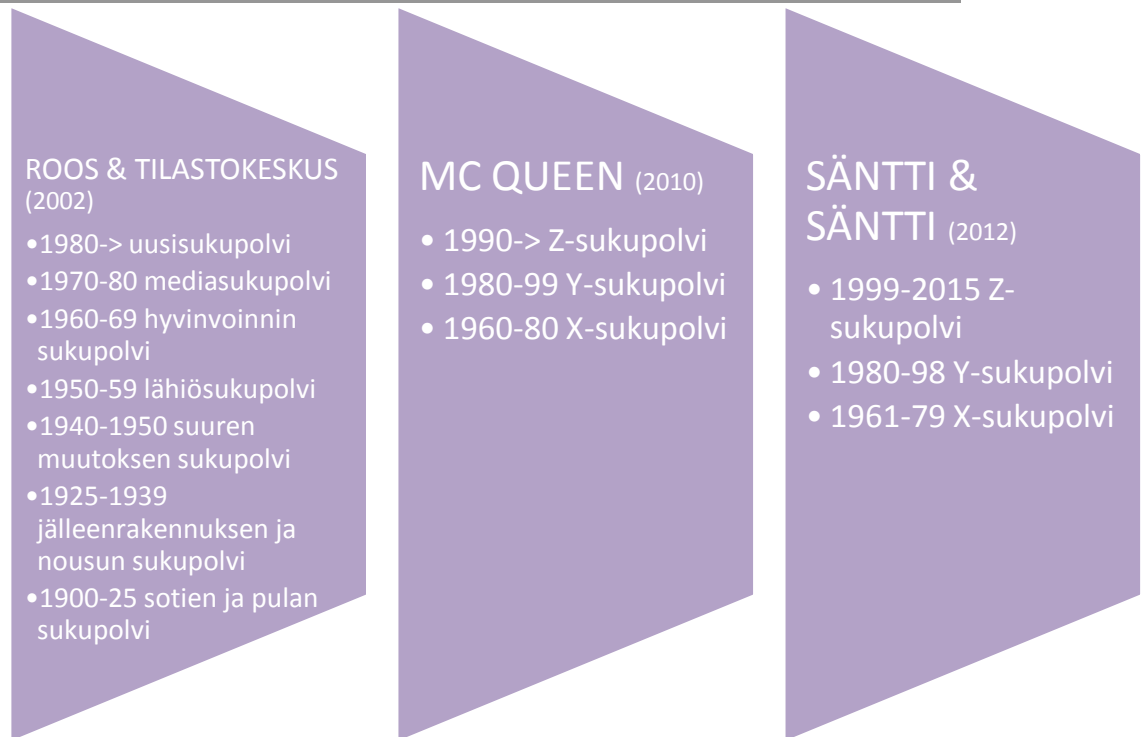 ROOS & TILASTOKESKUS
(2002)
•1980-> uusisukupolvi
•1970-80 mediasukupolvi
•1960-69 hyvinvoinnin
sukupolvi
•1950-59 lähiösukupolvi
•1940-1950 suuren
muutoksen sukupolvi
•1925-1939
jälleenrakennuksen ja
nousun sukupolvi
•1900-25 sotien ja pulan
sukupolvi
MC QUEEN (2010)
• 1990-> Z-sukupolvi
• 1980-99 Y-sukupolvi
• 1960-80 X-sukupolvi
SÄNTTI &
SÄNTTI (2012)
• 1999-2015 Z-
sukupolvi
• 1980-98 Y-sukupolvi
• 1961-79 X-sukupolvi